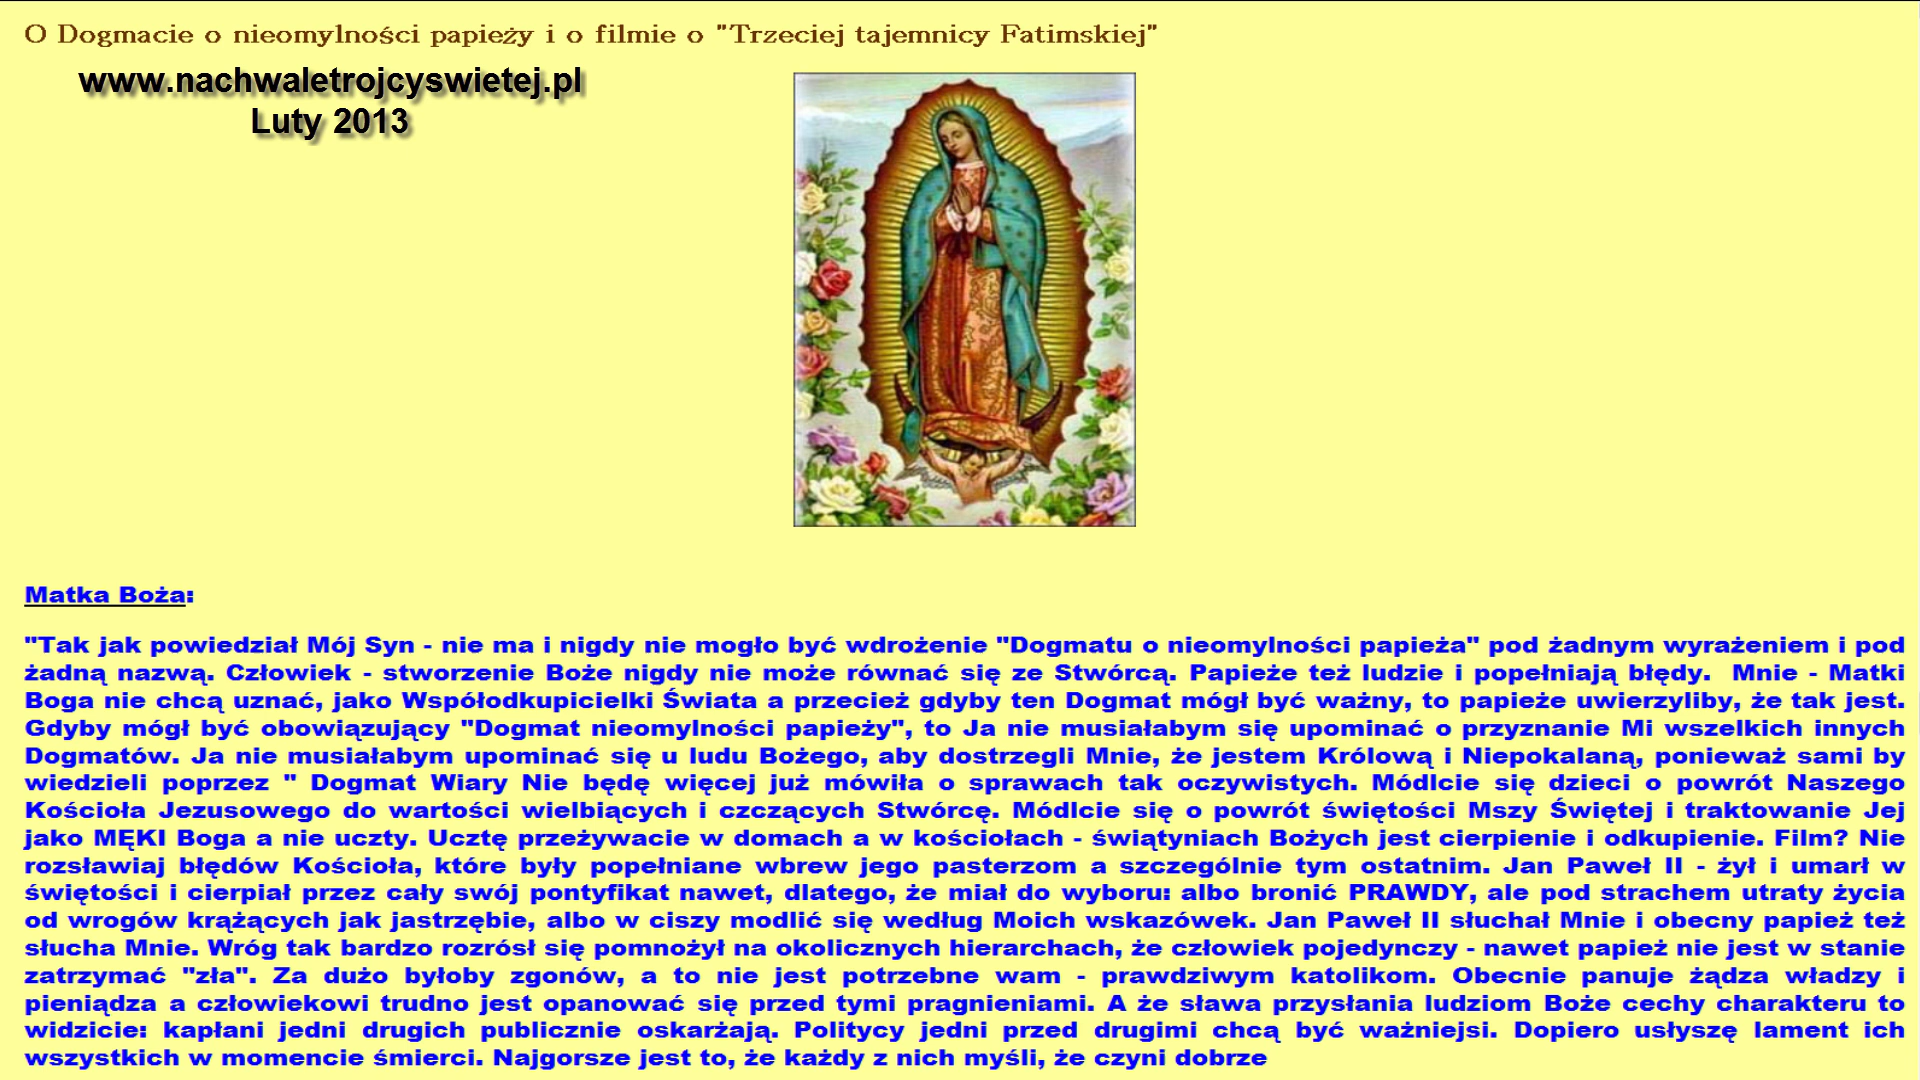 O Dogmacie o nieomylności papieży i o filmie o "Trzeciej tajemnicy Fatimskiej"
www.nachwaletrojcyswietej.pl
Luty 2013
Matka Boża:
"Tak jak powiedział Mój Syn - nie ma i nigdy nie mogło być wdrożenie "Dogmatu o nieomylności papieża" pod żadnym wyrażeniem i pod
żadną nazwą. Człowiek - stworzenie Boże nigdy nie może równać się ze Stwórcą. Papieże też ludzie i popełniają błędy. Mnie - Matki
Boga nie chcą uznać, jako Współodkupicielki Świata a przecież gdyby ten Dogmat mógł być ważny, to papieże uwierzyliby, że tak jest.
Gdyby mógł być obowiązujący "Dogmat nieomylności papieży", to Ja nie musiałabym się upominać o przyznanie Mi wszelkich innych
Dogmatów. Ja nie musiałabym upominać się u ludu Bożego, aby dostrzegli Mnie, że jestem Królową i Niepokalaną, ponieważ sami by
wiedzieli poprzez " Dogmat Wiary Nie będę więcej już mówiła o sprawach tak oczywistych. Módlcie się dzieci o powrót Naszego
Kościoła Jezusowego do wartości wielbiących i czczących Stwórcę. Módlcie się o powrót świętości Mszy Świętej i traktowanie Jej
jako MĘKI Boga a nie uczty. Ucztę przeżywacie w domach a w kościołach - świątyniach Bożych jest cierpienie i odkupienie. Film? Nie
rozsławiaj błędów Kościoła, które były popełniane wbrew jego pasterzom a szczególnie tym ostatnim. Jan Paweł II - żył i umarł w
świętości i cierpiał przez cały swój pontyfikat nawet, dlatego, że miał do wyboru: albo bronić PRAWDY, ale pod strachem utraty życia
od wrogów krążących jak jastrzębie, albo w ciszy modlić się według Moich wskazówek. Jan Paweł II słuchał Mnie i obecny papież też
słucha Mnie. Wróg tak bardzo rozrósł się pomnożył na okolicznych hierarchach, że człowiek pojedynczy - nawet papież nie jest w stanie
zatrzymać "zła". Za dużo byłoby zgonów, a to nie jest potrzebne wam - prawdziwym katolikom. Obecnie panuje żądza władzy i
pieniądza a człowiekowi trudno jest opanować się przed tymi pragnieniami. A że sława przysłania ludziom Boże cechy charakteru to
widzicie: kapłani jedni drugich publicznie oskarżają. Politycy jedni przed drugimi chcą być ważniejsi. Dopiero usłyszę lament ich
wszystkich w momencie śmierci. Najgorsze jest to, że każdy z nich myśli, że czyni dobrze